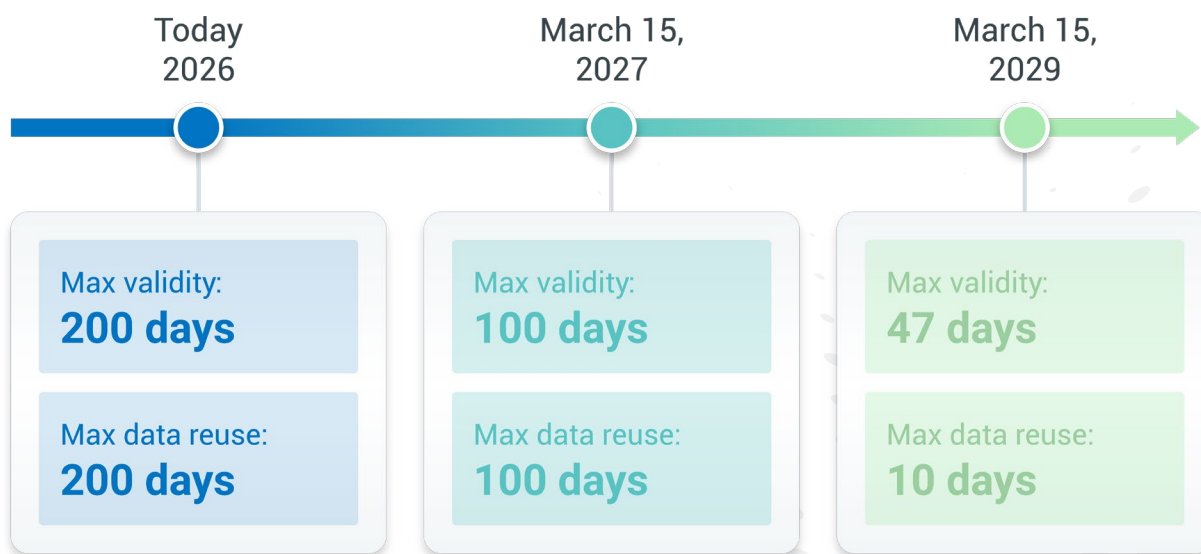 Today
2026
March 15,
2027
March 15,
2029
Max validity:
200 days
Max data reuse:
200 days
Max validity:
100 days
Max data reuse:
100 days
Max validity:
47 days
Max data reuse:
10 days